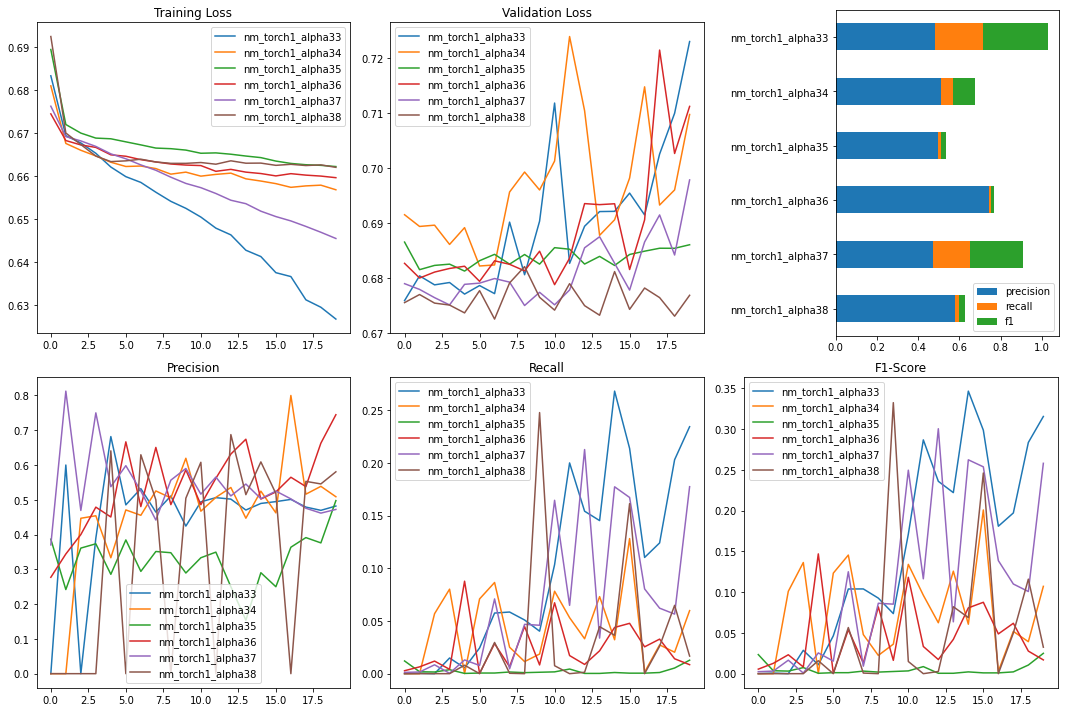 Training Loss
nm_torch1_alpha33
nm_torch1_alpha34
nm_torch1_alpha35
nm_torch1_alpha36
nm_torch1_alpha37
nm_torch1_alpha38
0.69
0.68
0.67
0.66
0.65
0.64
0.63
0.0 2.5 5.0 7.5 10.0 12.5 15.0 17.5
Validation Loss
nm_torch1_alpha33
nm_torch1_alpha34
nm_torch1_alpha35
nm_torch1_alpha36
nm_torch1_alpha37
nm_torch1_alpha38
0.72
0.71
0.70
0.69
0.68
0.67
0.0 2.5 5.0 7.5 10.0 12.5 15.0 17.5
nm_torch1_alpha33
nm_torch1_alpha34
nm_torch1_alpha35
nm_torch1_alpha36
nm_torch1_alpha37
nm_torch1_alpha38
precision
recall
f1
0.0 0.2 0.4 0.6 0.8 1.0
Precision
0.8
0.7
0.6
0.5
0.4
0.3
0.2
0.1
0.0
nm_torch1_alpha33
nm_torch1_alpha34
nm_torch1_alpha35
nm_torch1_alpha36
nm_torch1_alpha37
nm_torch1_alpha38
0.0 2.5 5.0 7.5 10.0 12.5 15.0 17.5
Recall
nm_torch1_alpha33
nm_torch1_alpha34
nm_torch1_alpha35
nm_torch1_alpha36
nm_torch1_alpha37
nm_torch1_alpha38
0.25
0.20
0.15
0.10
0.05
0.00
0.0 2.5 5.0 7.5 10.0 12.5 15.0 17.5
F1-Score
nm_torch1_alpha33
nm_torch1_alpha34
nm_torch1_alpha35
nm_torch1_alpha36
nm_torch1_alpha37
nm_torch1_alpha38
0.35
0.30
0.25
0.20
0.15
0.10
0.05
0.00
0.0 2.5 5.0 7.5 10.0 12.5 15.0 17.5